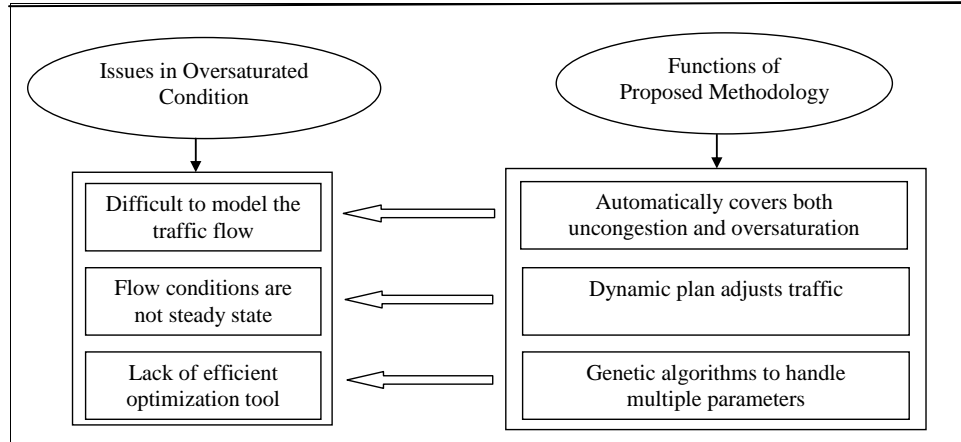 Issues in Oversaturated
Condition
Functions of
Proposed Methodology
Difficult to model the
traffic flow
Automatically covers both
uncongestion and oversaturation
Flow conditions are
not steady state
Dynamic plan adjusts traffic
Lack of efficient
optimization tool
Genetic algorithms to handle
multiple parameters